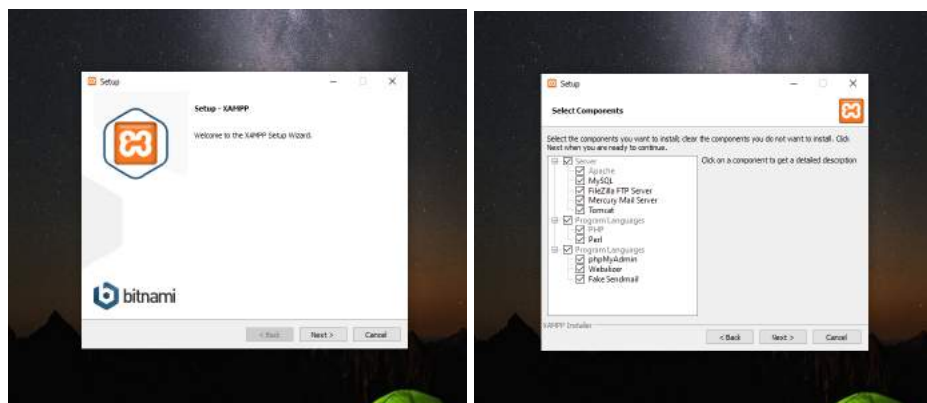 Setup
Setup - XAMPP
Welcome to the XAMPP Setup Wizard.
bitnami
< Back
Next >
Cancel
Setup
Select Components
Select the components you want to install; clear the components you do not want to install. Click
Next when you are ready to continue.
Server
Apache
MySQL
FileZilla FTP Server
Mercury Mail Server
Tomcat
Program Languages
PHP
Perl
Program Languages
phpMyAdmin
Webalizer
Fake Sendmail
Click on a component to get a detailed description
XAMPP Installer
< Back
Next >
Cancel